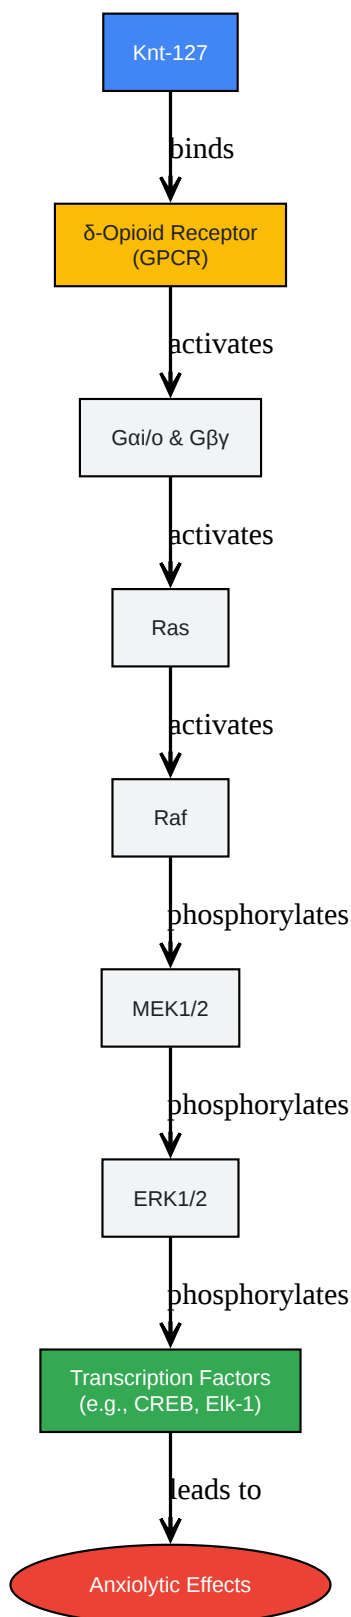 Knt-127
binds
δ-Opioid Receptor
(GPCR)
activates
Gαi/o & Gβγ
activates
Ras
activates
Raf
phosphorylates
MEK1/2
phosphorylates
ERK1/2
phosphorylates
Transcription Factors
(e.g., CREB, Elk-1)
leads to
Anxiolytic Effects